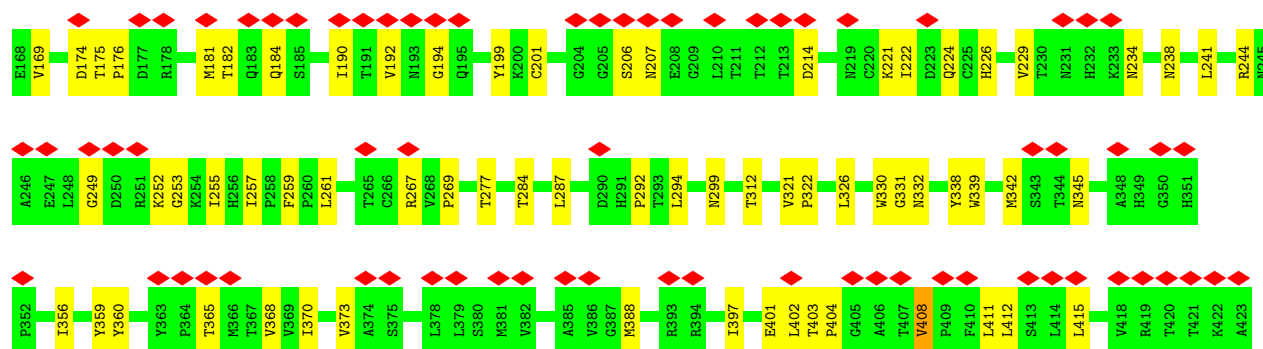 E168 V169 D174 T175 P176 D177 R178 M181 T182 Q183 Q184 S185 I190 T191 V192 N193 G194 Q195 Y199 K200 C201 G204 G205 S206 N207 E208 G209 L210 T211 T212 T213 D214 N219 C220 K221 I222 D223 Q224 C225 H226 V229 T230 N231 H232 K233 N234 N238 L241 R244 N245
A246 E247 L248 G249 D250 R251 K252 G253 K254 I255 H256 I257 P258 F259 P260 L261 T265 C266 R267 V268 P269 T277 T284 L287 D290 H291 P292 T293 L294 N299 T312 V321 P322 L326 W330 G331 N332 Y338 W339 M342 S343 T344 N345 A348 H349 G350 H351
P352 I356 Y359 Y360 Y363 P364 T365 M366 T367 V368 V369 I370 V373 A374 S375 L378 L379 S380 M381 V382 A385 V386 G387 M388 R393 R394 I397 E401 L402 T403 P404 G405 A406 T407 V408 P409 F410 L411 L412 S413 L414 L415 V418 R419 T420 T421 K422 A423